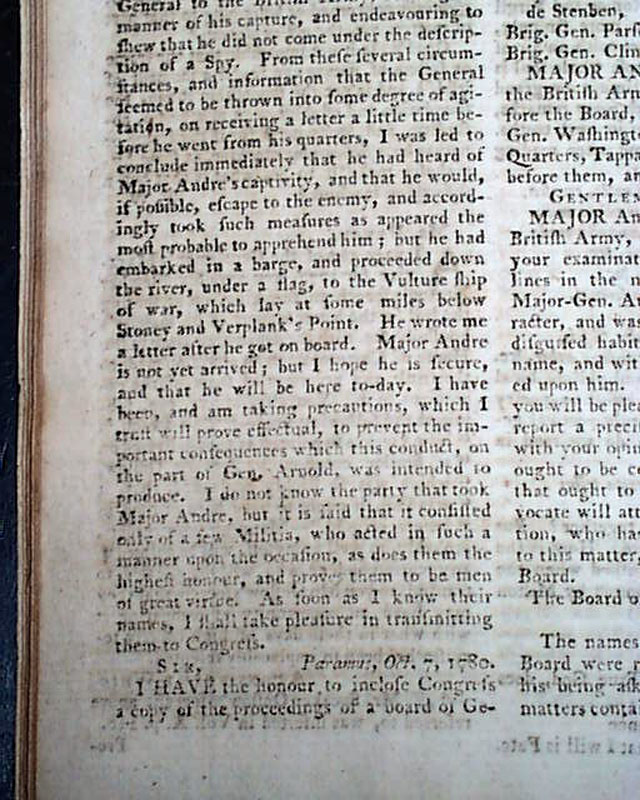 General to the British Army,
manner of his capture, and endeavouring to
ſhew that he did not come under the deſcrip-
tion of a Spy. From theſe ſeveral circum-
ſtances, and information that the General
ſeemed to be thrown into ſome degree of agi-
tation, on receiving a letter a little time be-
fore he went from his quarters, I was led to
conclude immediately that he had heard of
Major Andre's captivity, and that he would,
if poſſible, eſcape to the enemy, and accord-
ingly took ſuch meaſures as appeared the
moſt probable to apprehend him; but he had
embarked in a barge, and proceeded down
the river, under a flag, to the Vulture ſhip
of war, which lay at ſome miles below
Stoney and Verplank's Point. He wrote me
a letter after he got on board. Major Andre
is not yet arrived; but I hope he is ſecure,
and that he will be here to-day. I have
been, and am taking precautions, which I
truſt will prove effectual, to prevent the im-
portant conſequences which this conduct, on
the part of Gen. Arnold, was intended to
produce. I do not know the party that took
Major Andre, but it is ſaid that it conſiſted
only of a few Militia, who acted in ſuch a
manner upon the occaſion, as does them the
higheſt honour, and proves them to be men
of great virtue. As ſoon as I know their
names, I ſhall take pleaſure in tranſmitting
them to Congreſs.
SIR, Paramus, Oct. 7, 1780.
I HAVE the honour to incloſe Congreſs
a copy of the proceedings of a board of Ge-
de Stenben,
Brig. Gen. Parſ
Brig. Gen. Clin
MAJOR AN
the Britiſh Arm
fore the Board,
Gen. Waſhingt
Quarters, Tappa
before them, an
GENTLEM
MAJOR An
Britiſh Army,
your examinat
lines in the n
Major-Gen. A
racter, and was
diſguiſed habit
name, and wit
ed upon him.
you will be plea
report a preciſ
with your opin
ought to be c
that ought to
vocate will att
tion, who ha
to this matter,
Board.
The Board o
The names
Board were r
his being aſk
matters conta